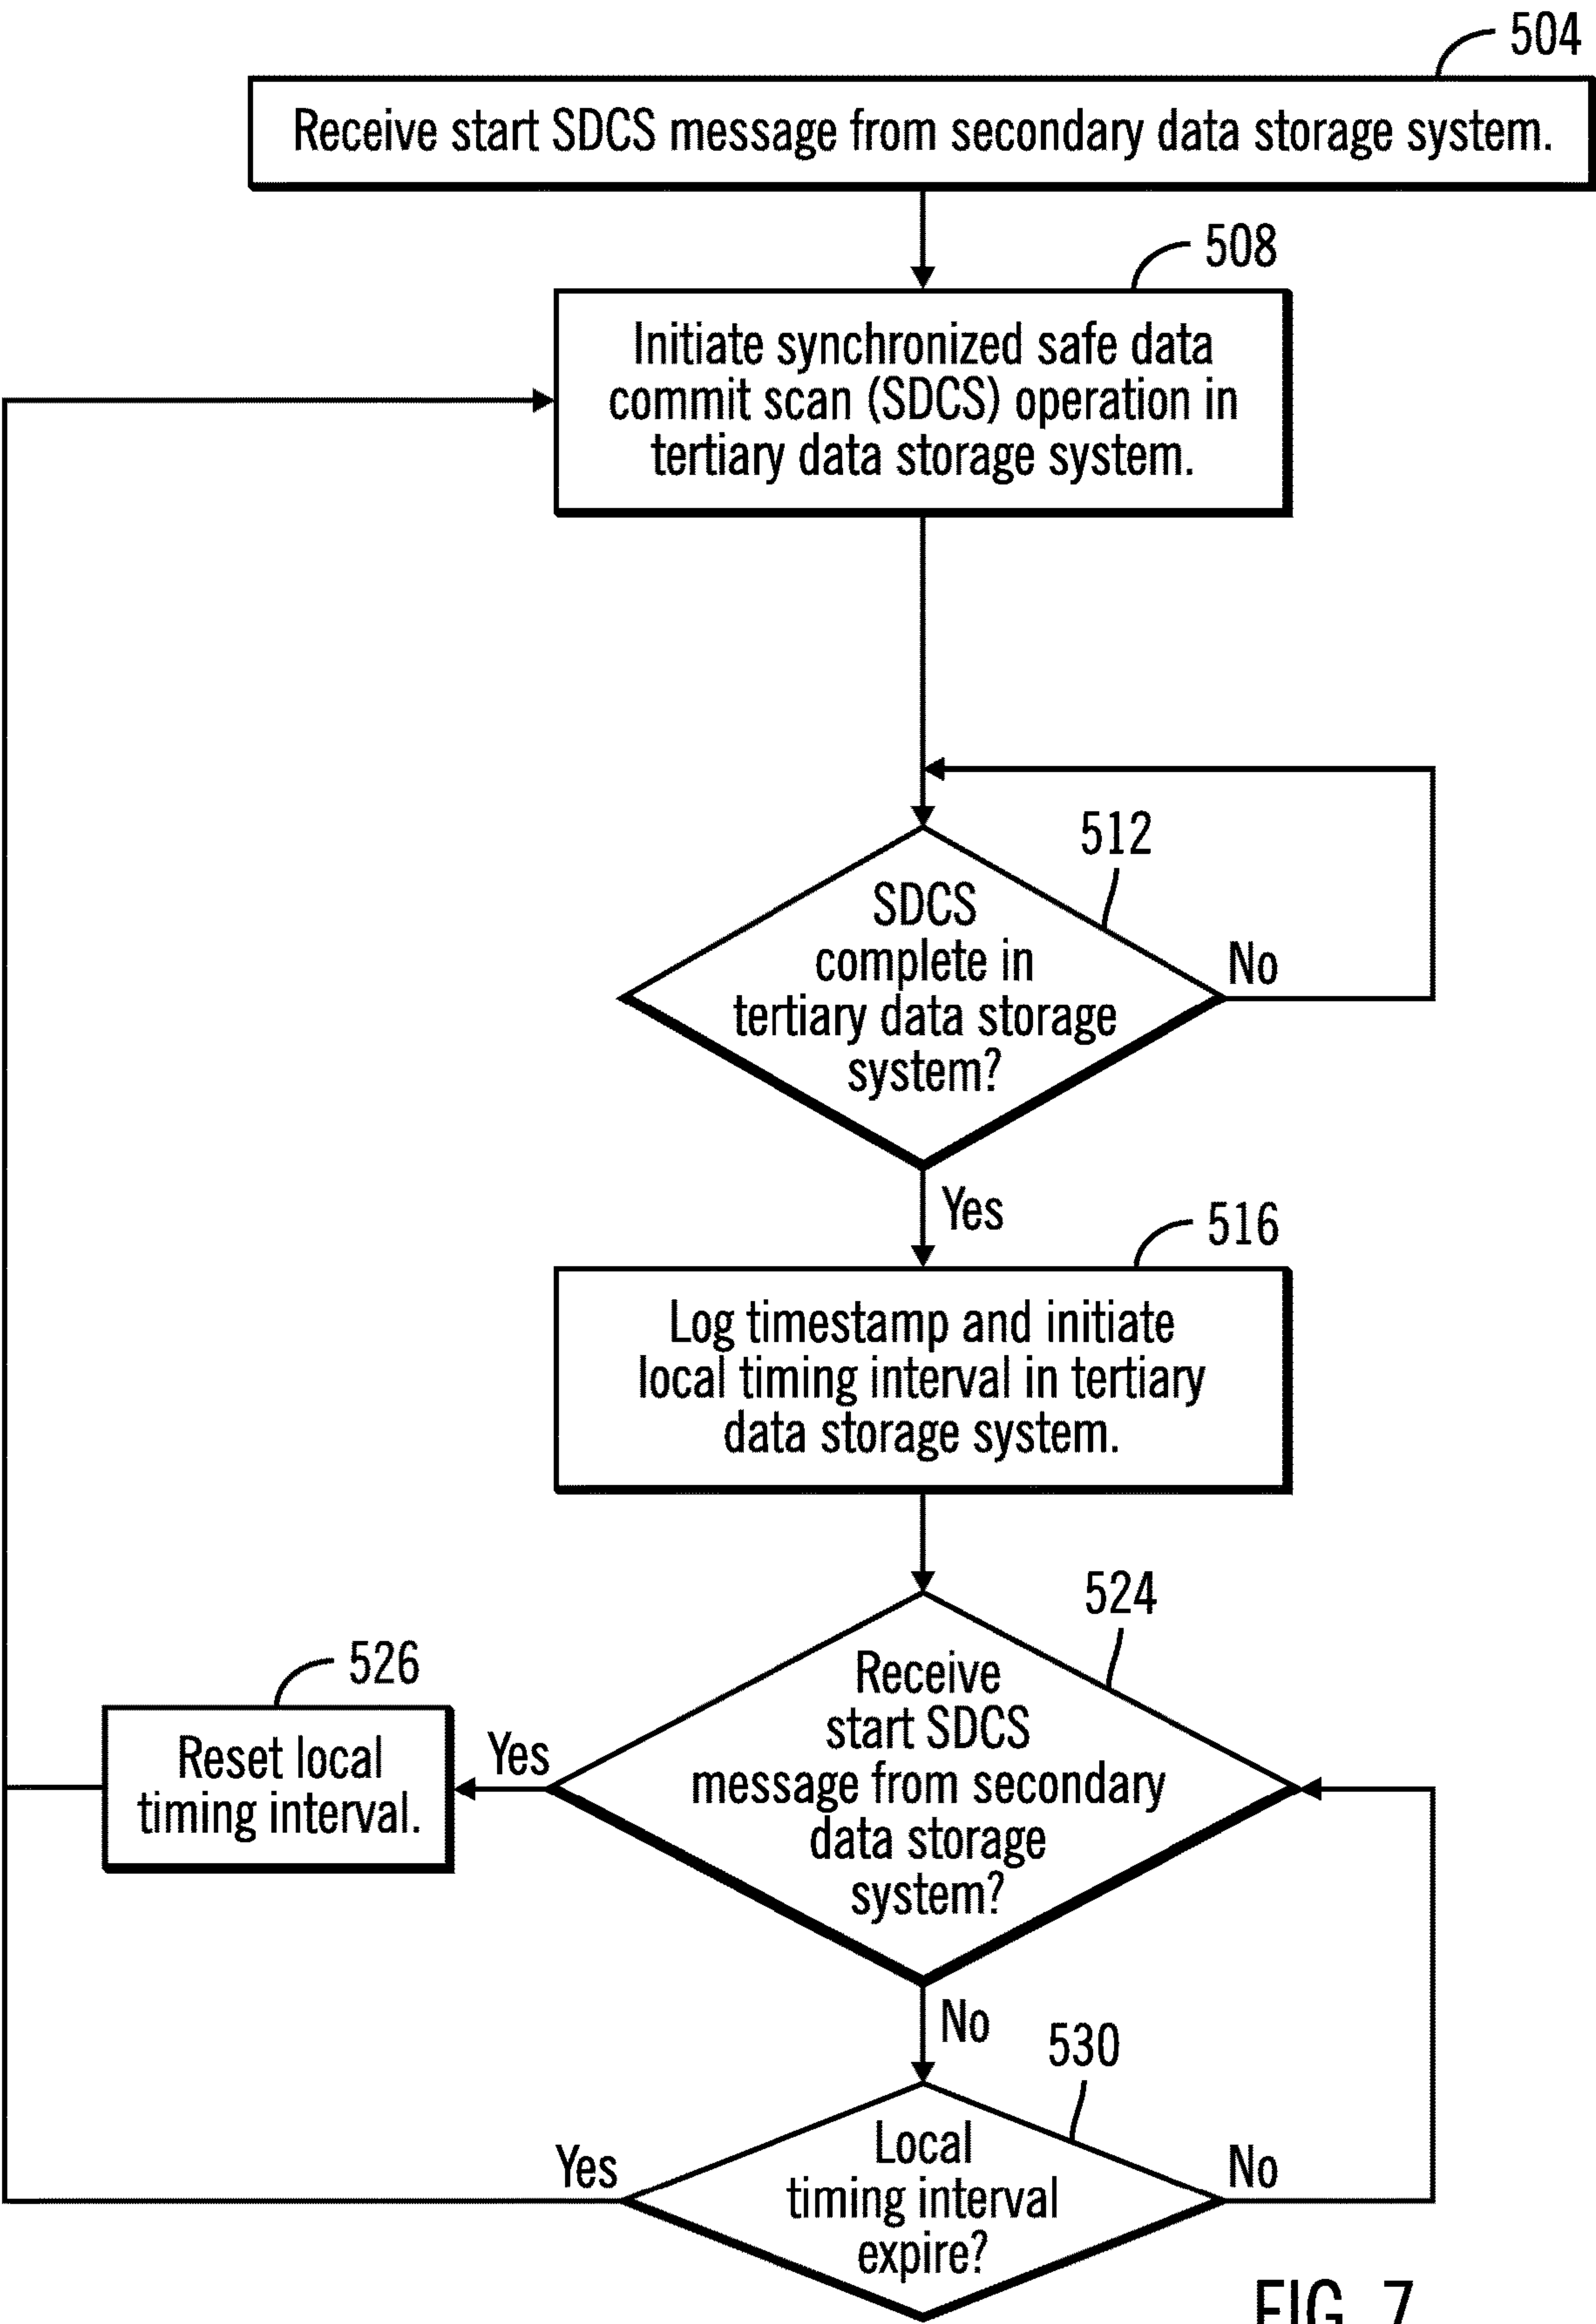 504
Receive start SDCS message from secondary data storage system.
508
Initiate synchronized safe data
commit scan (SDCS) operation in
tertiary data storage system.
512
SDCS
complete in
tertiary data storage
system?
No
Yes
516
Log timestamp and initiate
local timing interval in tertiary
data storage system.
524
Receive
start SDCS
message from secondary
data storage
system?
Yes
526
Reset local
timing interval.
No
530
Local
timing interval
expire?
Yes
No
FIG. 7